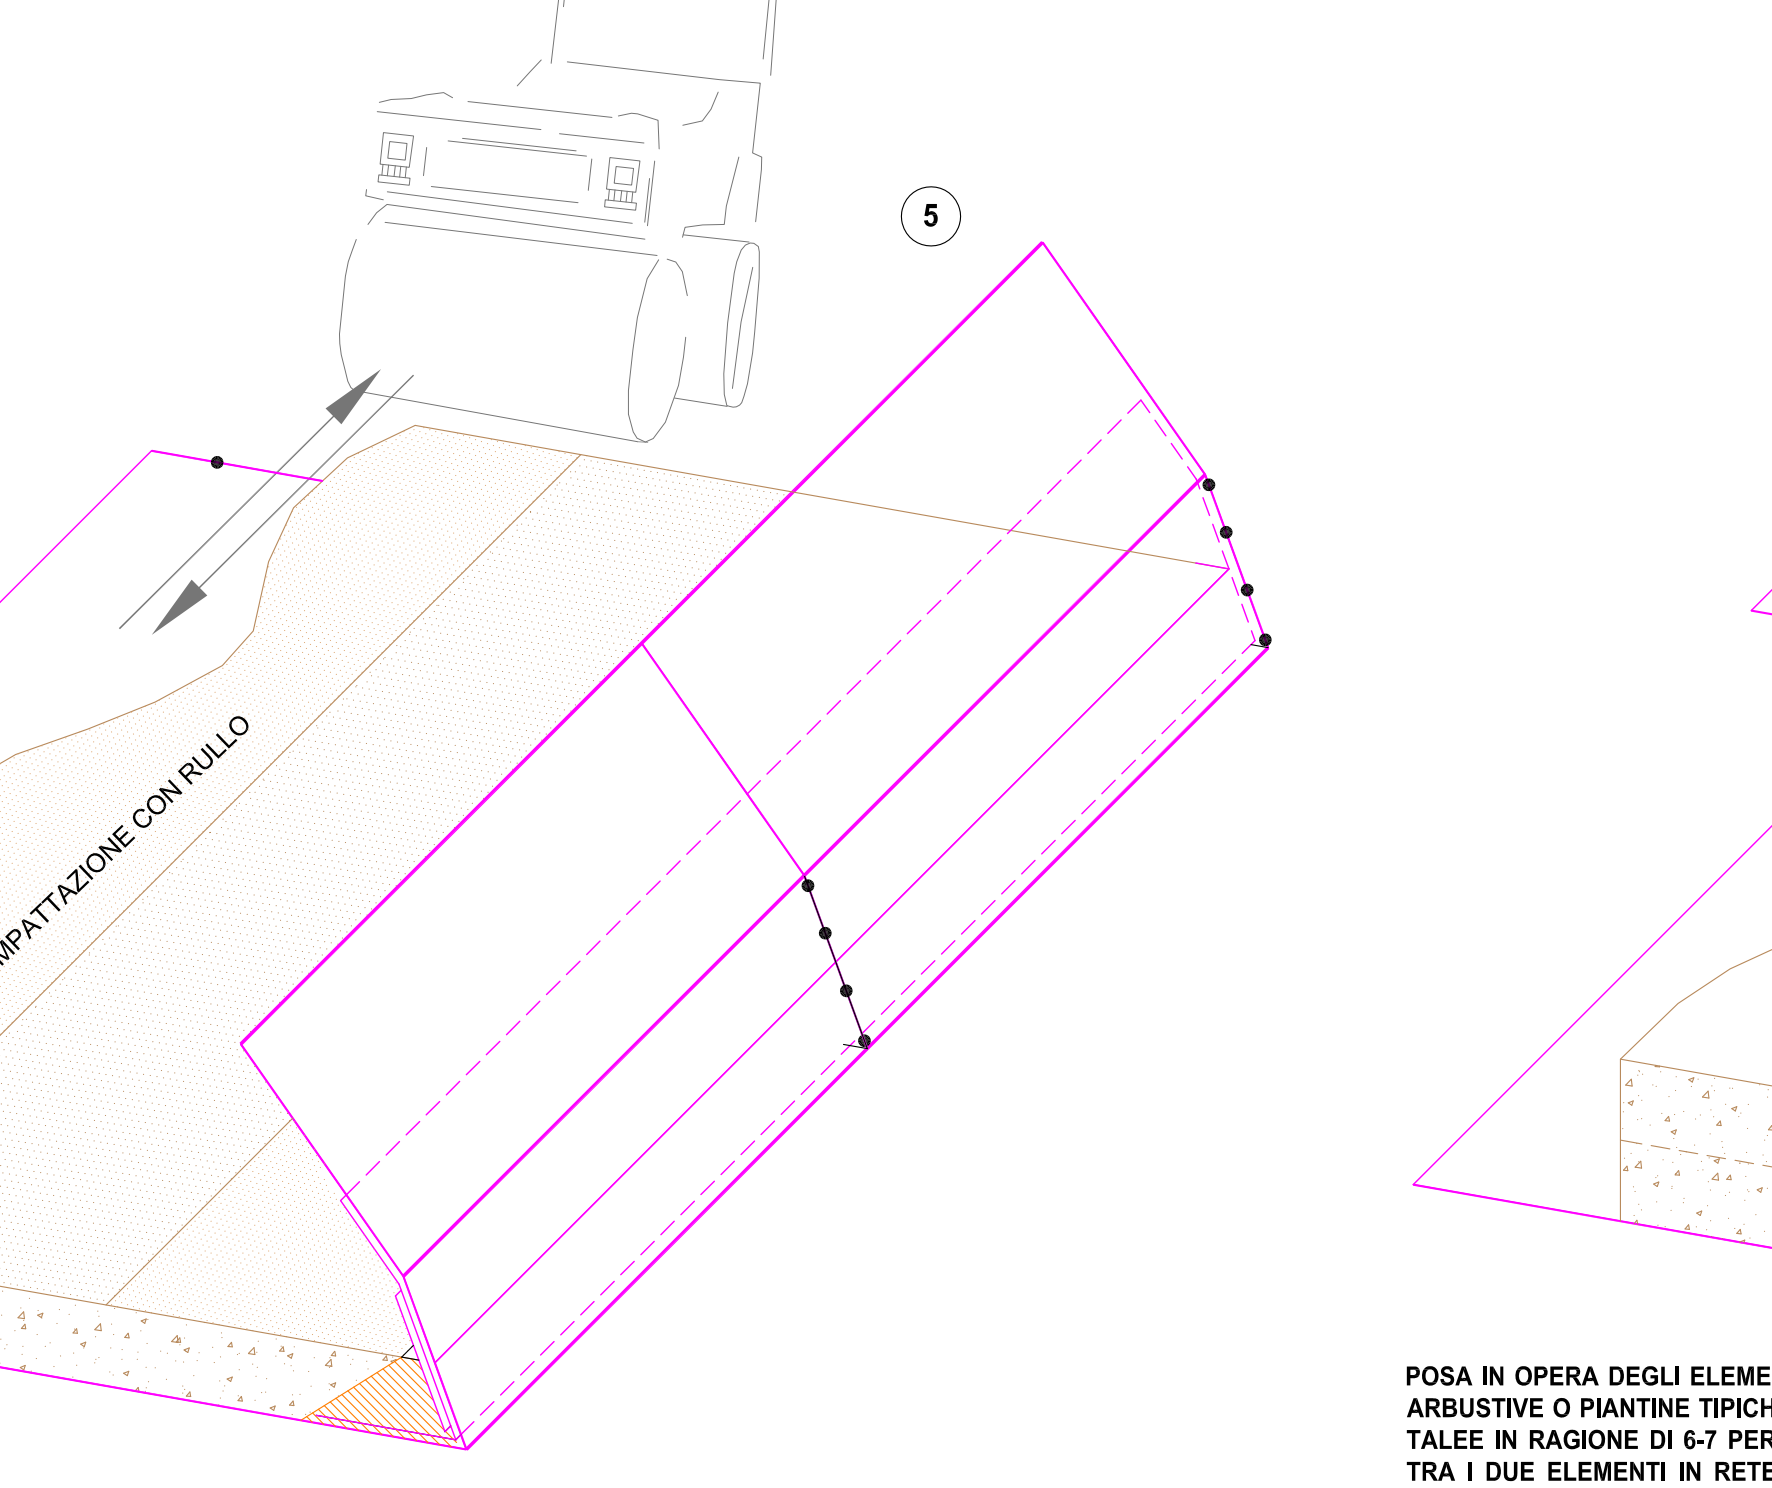 5
MPATTAZIONE CON RULLO
POSA IN OPERA DEGLI ELEME
ARBUSTIVE O PIANTINE TIPICH
TALEE IN RAGIONE DI 6-7 PER
TRA I DUE ELEMENTI IN RETE